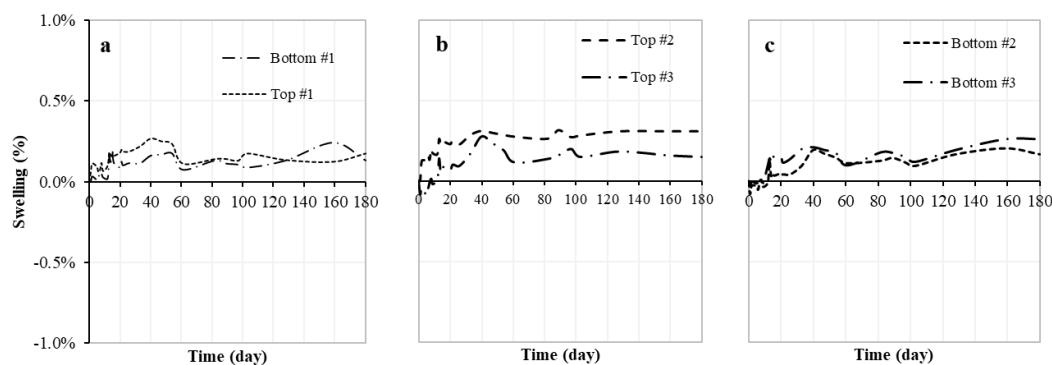 1.0%
0.5%
0.0%
-0.5%
-1.0%
Swelling (%)
a
Bottom #1
Top #1
0 20 40 60 80 100 120 140 160 180
Time (day)
b
Top #2
Top #3
0 20 40 60 80 100 120 140 160 180
Time (day)
c
Bottom #2
Bottom #3
0 20 40 60 80 100 120 140 160 180
Time (day)